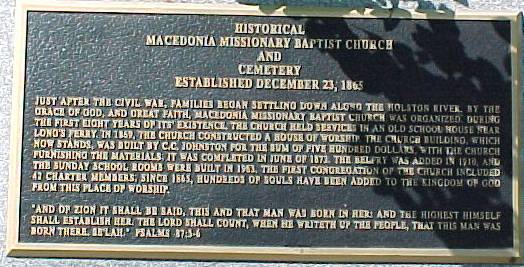 HISTORICAL
MACEDONIA MISSIONARY BAPTIST CHURCH
AND
CEMETERY
ESTABLISHED DECEMBER 23, 1865
JUST AFTER THE CIVIL WAR, FAMILIES BEGAN SETTLING DOWN ALONG THE HOLSTON RIVER. BY THE
GRACE OF GOD, AND GREAT FAITH, MACEDONIA MISSIONARY BAPTIST CHURCH WAS ORGANIZED. DURING
THE FIRST EIGHT YEARS OF ITS' EXISTENCE, THE CHURCH HELD SERVICES IN AN OLD SCHOOL HOUSE NEAR
LONG'S FERRY. IN 1869, THE CHURCH CONSTRUCTED A HOUSE OF WORSHIP. THE CHURCH BUILDING, WHICH
NOW STANDS, WAS BUILT BY C.C. JOHNSTON FOR THE SUM OF FIVE HUNDRED DOLLARS, WITH THE CHURCH
FURNISHING THE MATERIALS. IT WAS COMPLETED IN JUNE OF 1872. THE BELFRY WAS ADDED IN 1910, AND
THE SUNDAY SCHOOL ROOMS WERE BUILT IN 1963. THE FIRST CONGREGATION OF THE CHURCH INCLUDED
42 CHARTER MEMBERS; SINCE 1865, HUNDREDS OF SOULS HAVE BEEN ADDED TO THE KINGDOM OF GOD
FROM THIS PLACE OF WORSHIP.
"AND OF ZION IT SHALL BE SAID, THIS AND THAT MAN WAS BORN IN HER: AND THE HIGHEST HIMSELF
SHALL ESTABLISH HER. THE LORD SHALL COUNT, WHEN HE WRITETH UP THE PEOPLE, THAT THIS MAN WAS
BORN THERE. SE'LAH." PSALMS 87:5-6